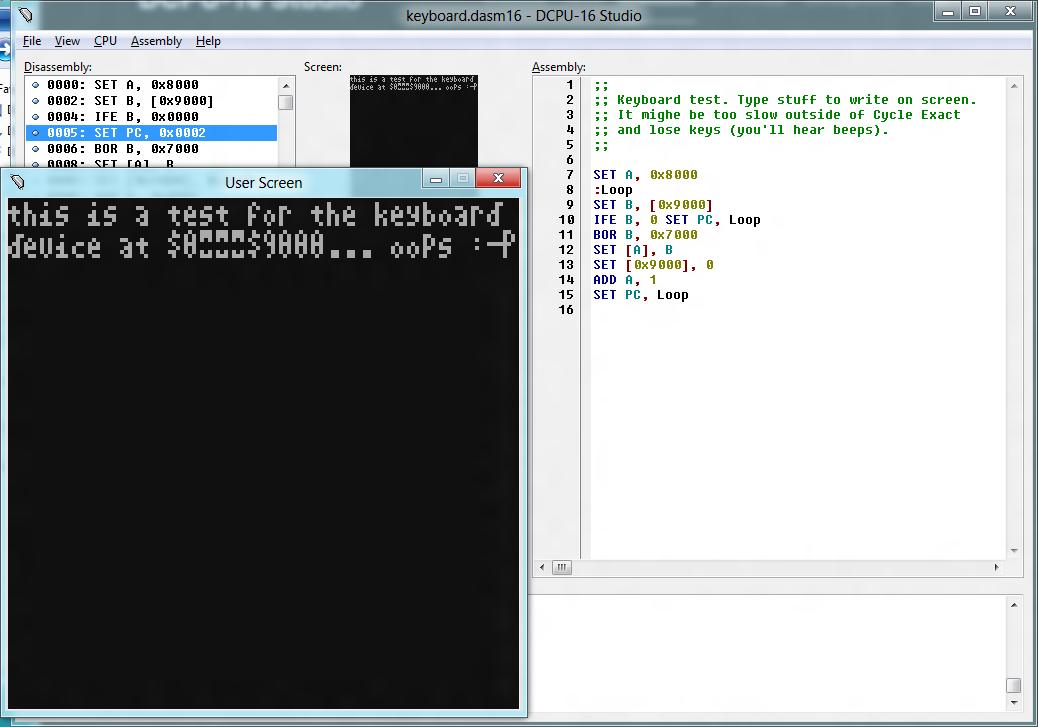 keyboard.dasm16 - DCPU-16 Studio
File View CPU Assembly Help
Disassembly:
0000: SET A, 0x8000
0002: SET B, [0x9000]
0004: IFE B, 0x0000
0005: SET PC, 0x0002
0006: BOR B, 0x7000
0008: SET [A], B
Screen:
this is a test for the keyboard
device at $0 $9000... ooPs :-P
Assembly:
1 ;;
2 ;; Keyboard test. Type stuff to write on screen.
3 ;; It mighe be too slow outside of Cycle Exact
4 ;; and lose keys (you'll hear beeps).
5 ;;
6
7 SET A, 0x8000
8 :Loop
9 SET B, [0x9000]
10 IFE B, 0 SET PC, Loop
11 BOR B, 0x7000
12 SET [A], B
13 SET [0x9000], 0
14 ADD A, 1
15 SET PC, Loop
16
User Screen
this is a test for the keyboard
device at $0 $9000... ooPs :-P